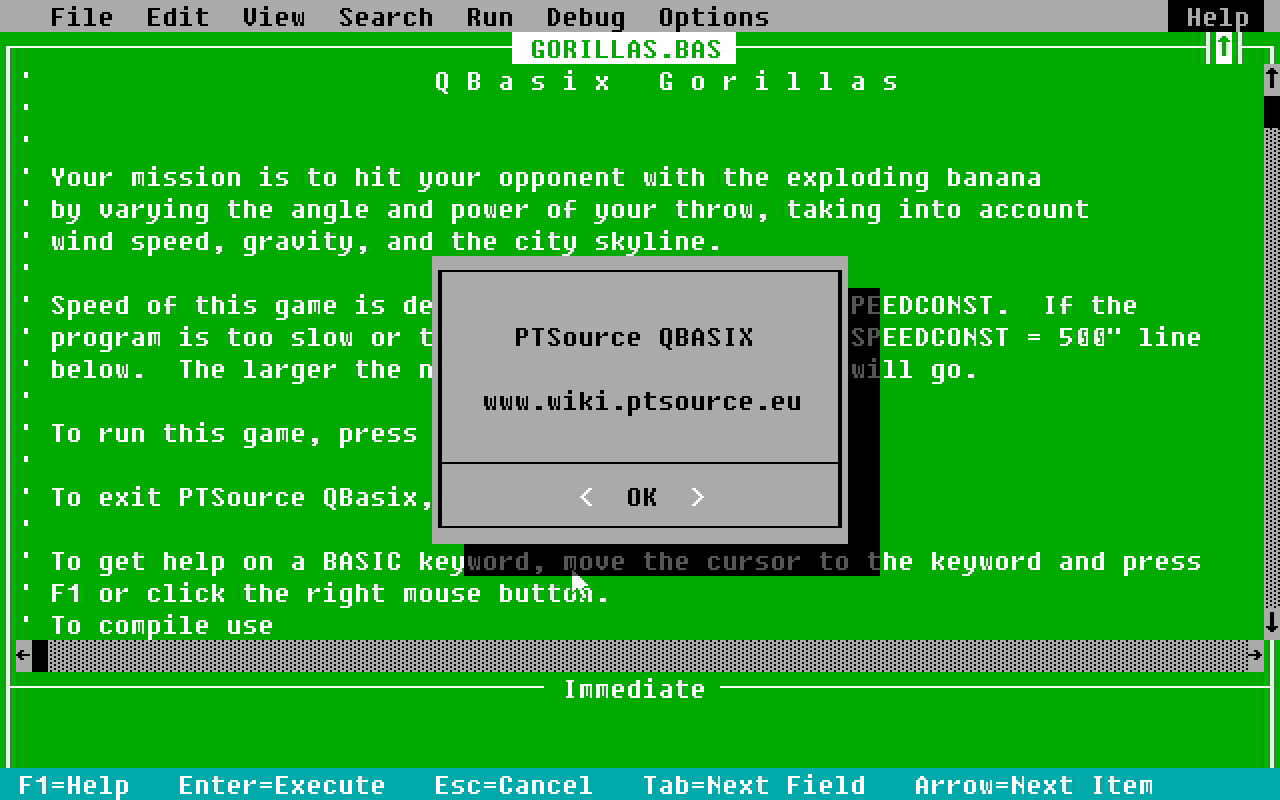 File Edit View Search Run Debug Options Help
GORILLAS.BAS ↑
' Q B a s i x   G o r i l l a s ↑
'
'
' Your mission is to hit your opponent with the exploding banana
' by varying the angle and power of your throw, taking into account
' wind speed, gravity, and the city skyline.
'
' Speed of this game is de PEEDCONST.  If the
' program is too slow or t SPEEDCONST = 500" line
' below.  The larger the n will go.
'
' To run this game, press
'
' To exit PTSource QBasix,
'
' To get help on a BASIC keyword, move the cursor to the keyword and press
' F1 or click the right mouse button.
' To compile use ↓
PTSource QBASIX
www.wiki.ptsource.eu
< OK >
← →
Immediate
F1=Help Enter=Execute Esc=Cancel Tab=Next Field Arrow=Next Item